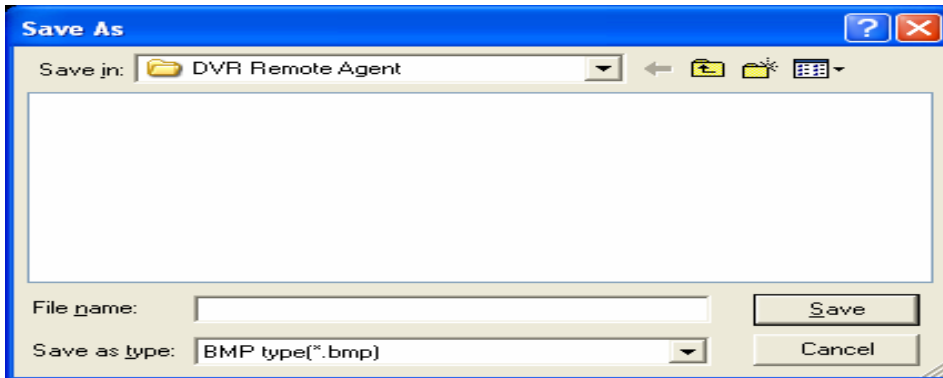 Save As
Save in: DVR Remote Agent
File name: Save
Save as type: BMP type(*.bmp) Cancel